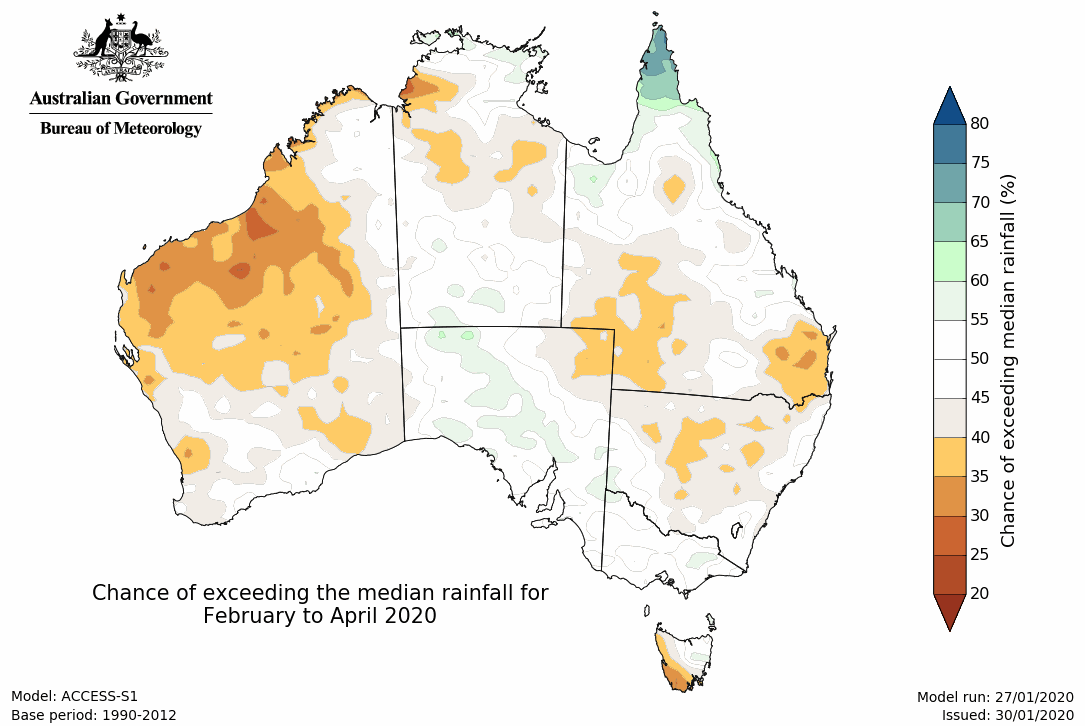 Australian Government
Bureau of Meteorology
80
75
70
65
60
55
50
45
40
35
30
25
20
Chance of exceeding median rainfall (%)
Chance of exceeding the median rainfall for
February to April 2020
Model: ACCESS-S1
Base period: 1990-2012
Model run: 27/01/2020
Issued: 30/01/2020